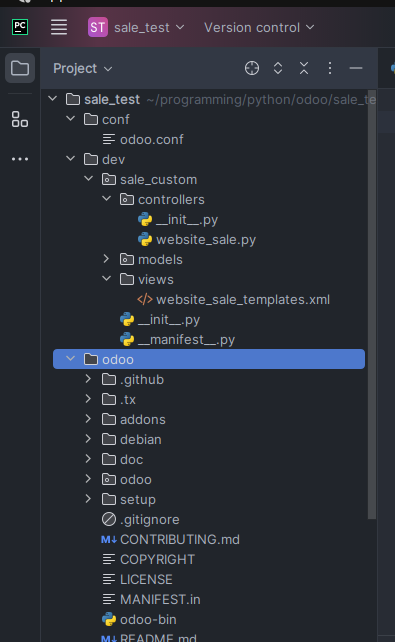 PC ST sale_test Version control
Project
sale_test ~/programming/python/odoo/sale_te
conf
odoo.conf
dev
sale_custom
controllers
__init__.py
website_sale.py
models
views
</> website_sale_templates.xml
__init__.py
__manifest__.py
odoo
.github
.tx
addons
debian
doc
odoo
setup
.gitignore
M↓ CONTRIBUTING.md
COPYRIGHT
LICENSE
MANIFEST.in
odoo-bin
M↓ README.md